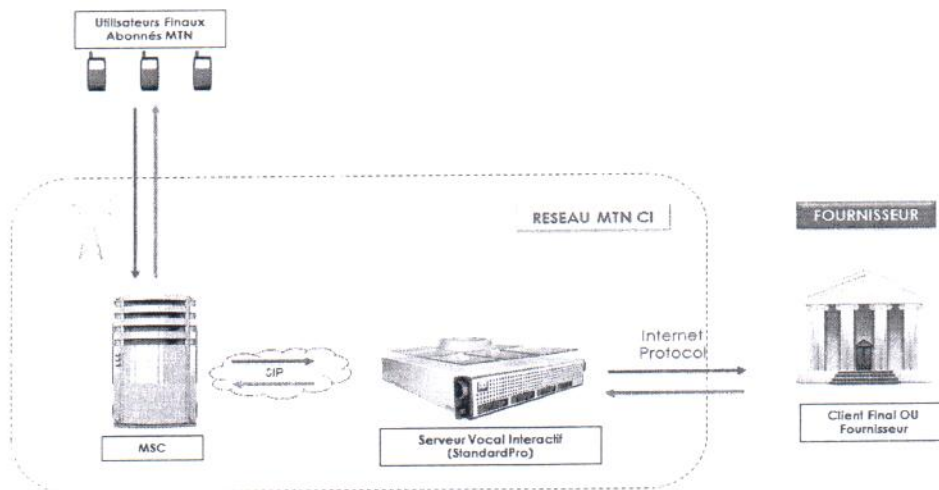 Utilisateurs Finaux
Abonnés MTN
RESEAU MTN CI
FOURNISSEUR
Internet
Protocol
SIP
MSC
Serveur Vocal Interactif
(StandardPro)
Client Final OU
Fournisseur